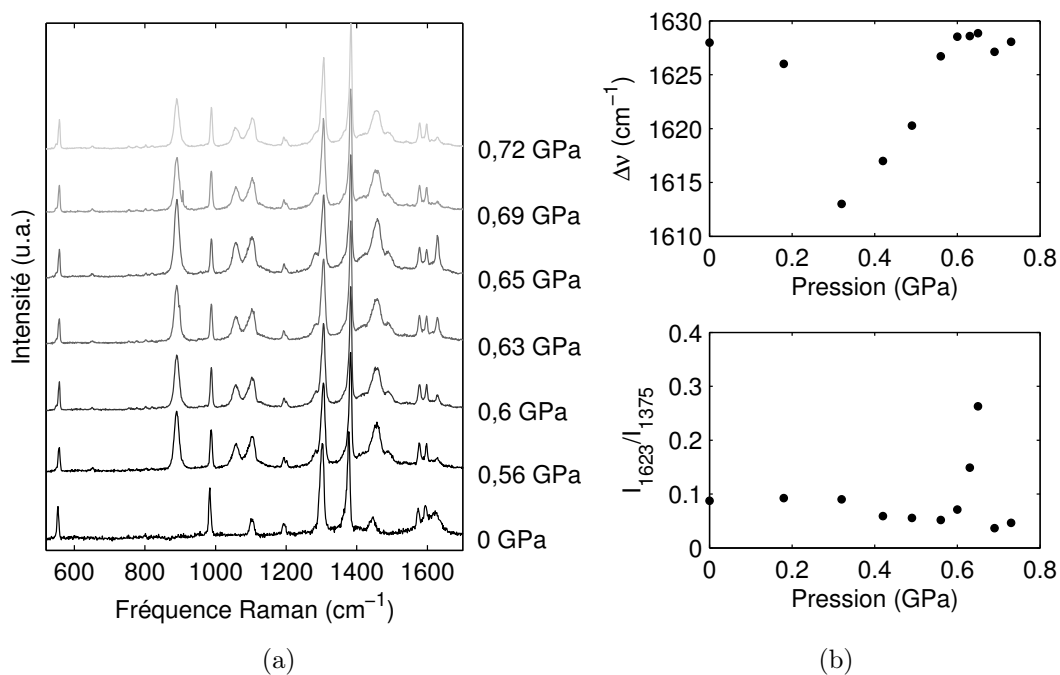 Intensité (u.a.)
0,72 GPa
0,69 GPa
0,65 GPa
0,63 GPa
0,6 GPa
0,56 GPa
0 GPa
600 800 1000 1200 1400 1600
Fréquence Raman (cm⁻¹)
(a)
1630
1625
1620
1615
1610
Δν (cm⁻¹)
0 0.2 0.4 0.6 0.8
Pression (GPa)
0.4
0.3
0.2
0.1
0
I₁₆₂₃/I₁₃₇₅
0 0.2 0.4 0.6 0.8
Pression (GPa)
(b)